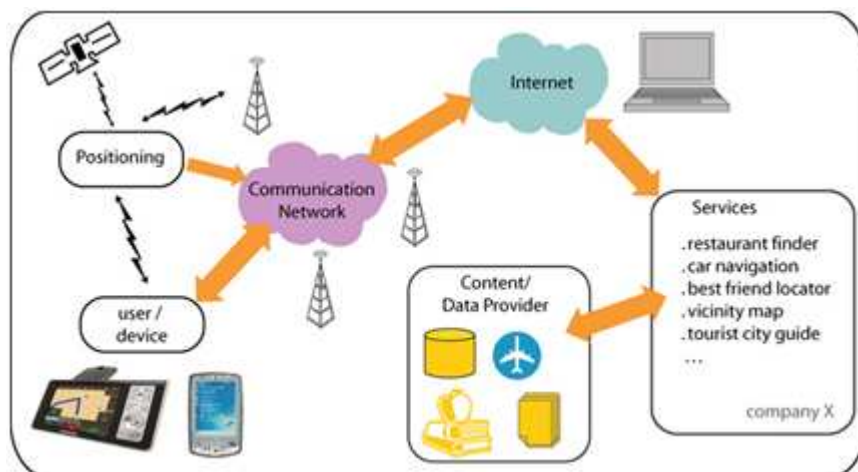 Internet
Positioning
Communication
Network
Services
.restaurant finder
.car navigation
.best friend locator
.vicinity map
.tourist city guide
...
company X
Content/
Data Provider
user /
device